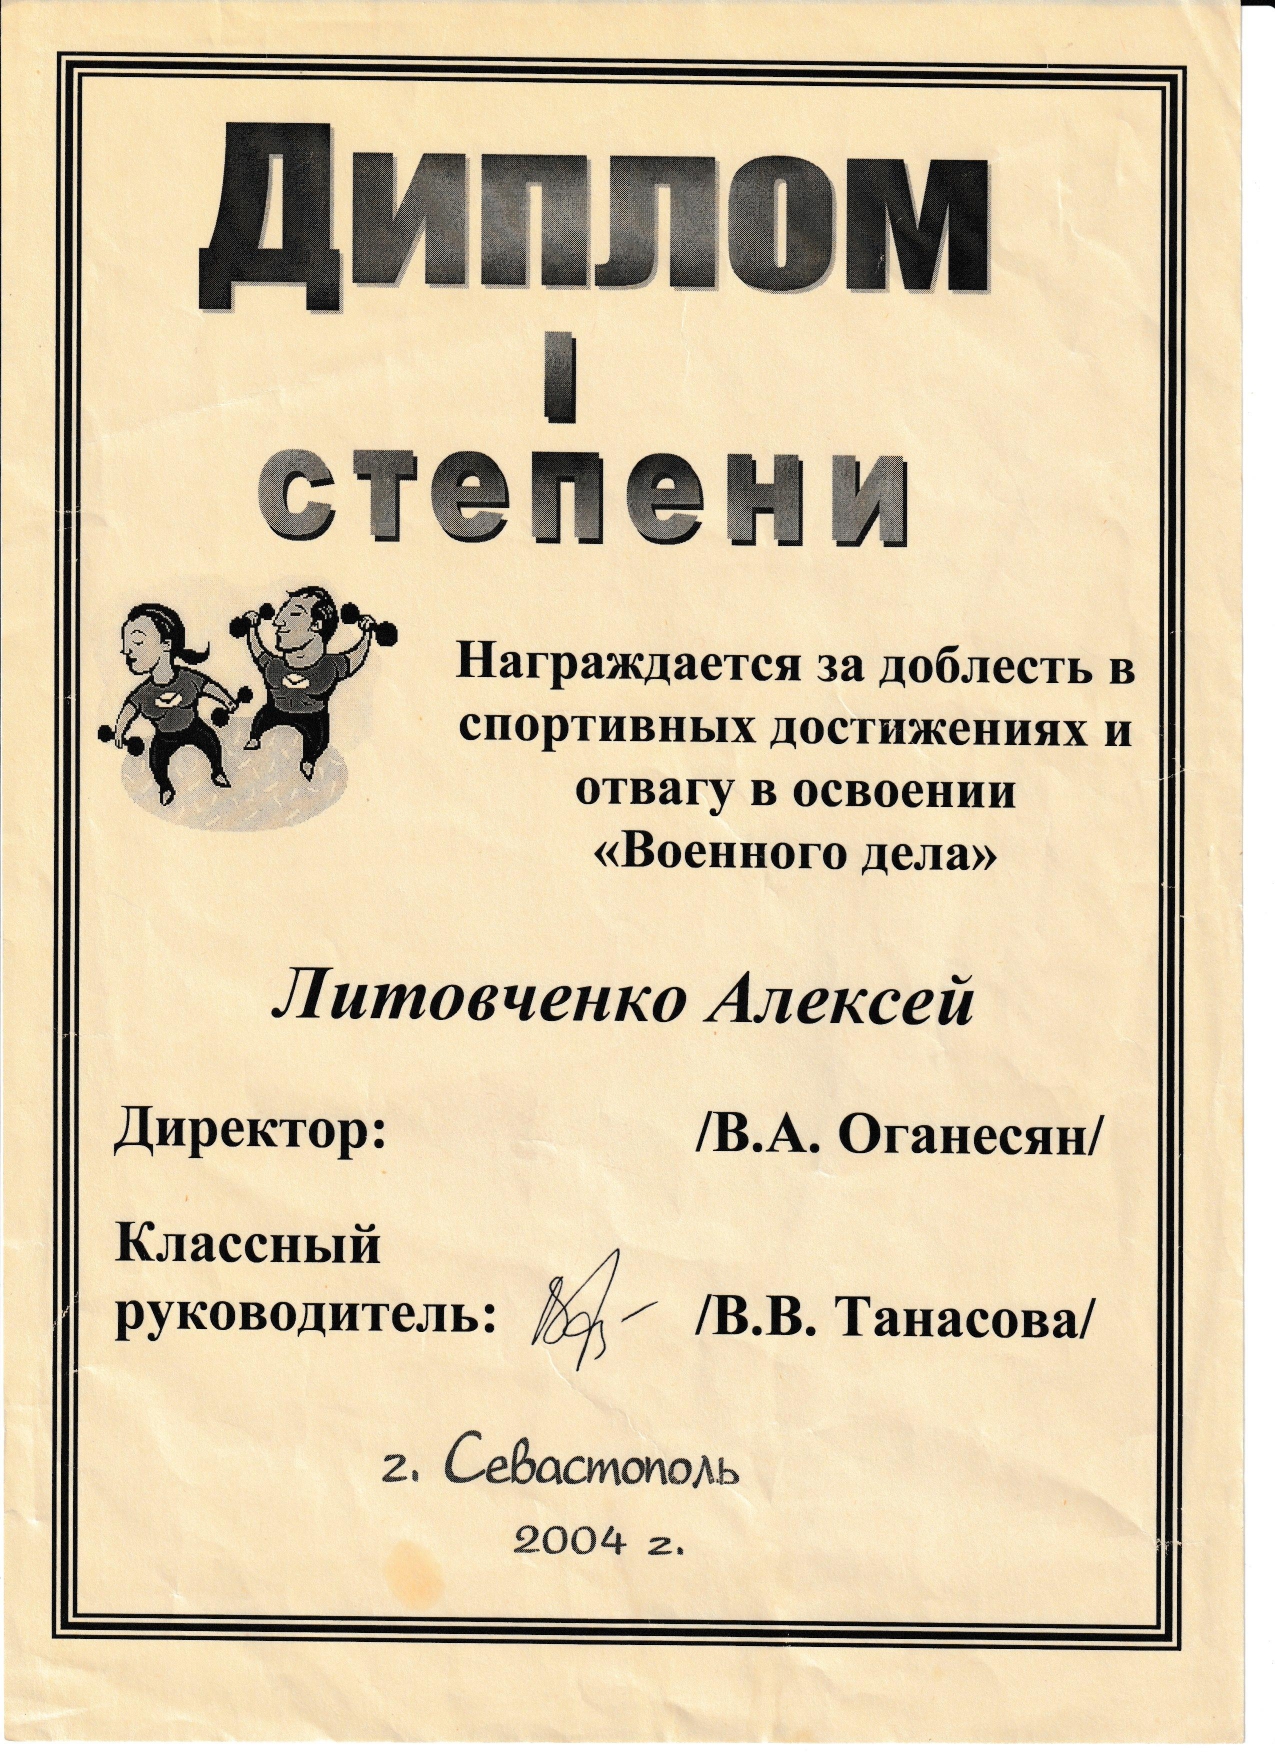 Диплом
I
степени
Награждается за доблесть в
спортивных достижениях и
отвагу в освоении
«Военного дела»
Литовченко Алексей
Директор: /В.А. Оганесян/
Классный
руководитель: /В.В. Танасова/
г. Севастополь
2004 г.